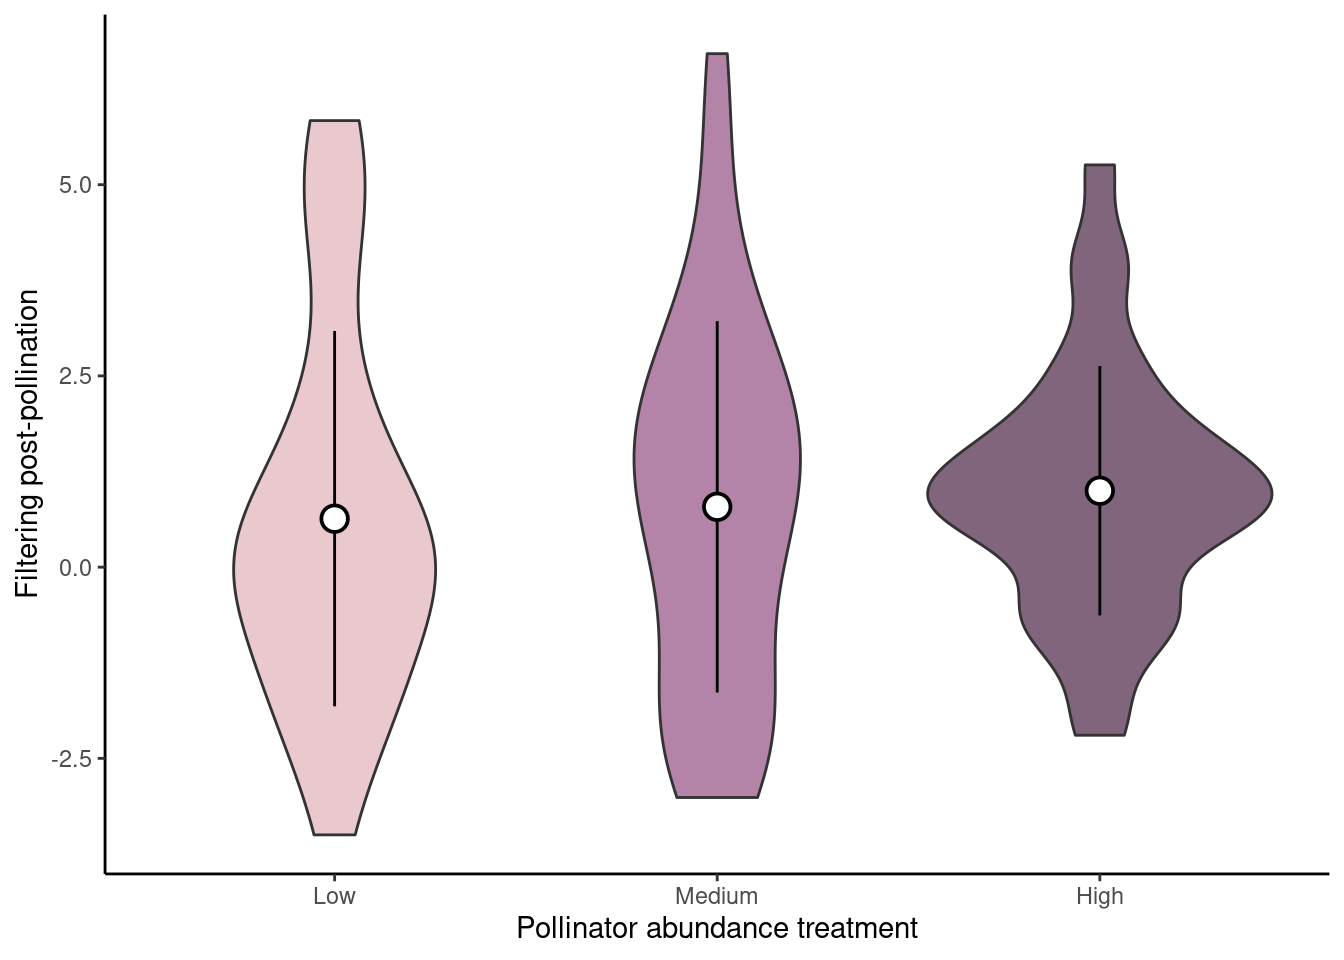 Filtering post-pollination
5.0
2.5
0.0
-2.5
Low Medium High
Pollinator abundance treatment